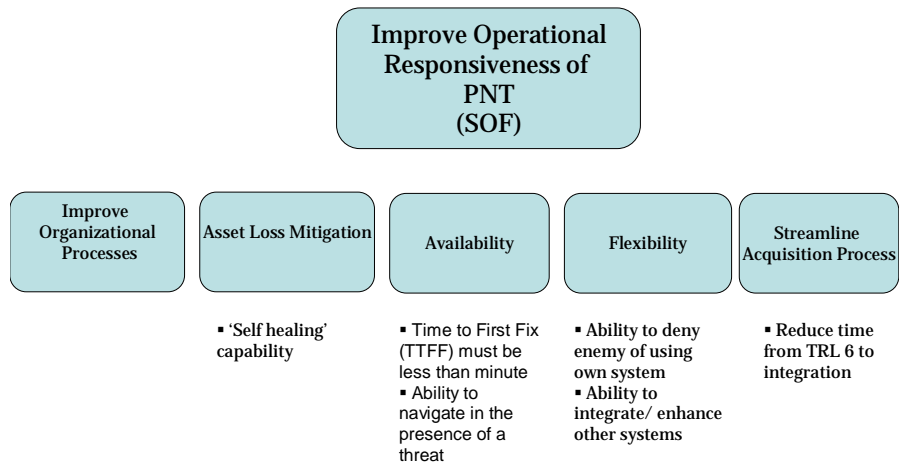 Improve Operational
Responsiveness of
PNT
(SOF)
Improve
Organizational
Processes
Asset Loss Mitigation
Availability
Flexibility
Streamline
Acquisition Process
▪ ‘Self healing’
capability
▪ Time to First Fix
(TTFF) must be
less than minute
▪ Ability to
navigate in the
presence of a
threat
▪ Ability to deny
enemy of using
own system
▪ Ability to
integrate/ enhance
other systems
▪ Reduce time
from TRL 6 to
integration